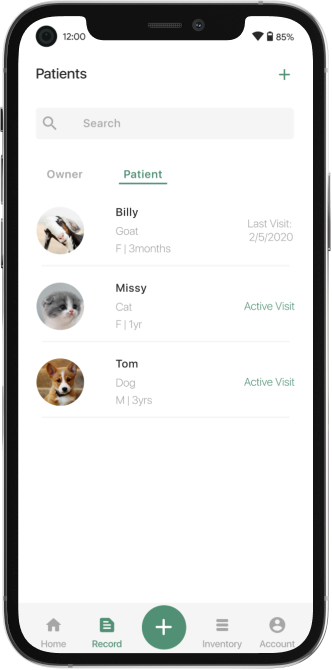 12:00
85%
Patients
Search
Owner
Patient
Billy
Goat
F | 3months
Last Visit:
2/5/2020
Missy
Cat
F | 1yr
Active Visit
Tom
Dog
M | 3yrs
Active Visit
Home
Record
Inventory
Account